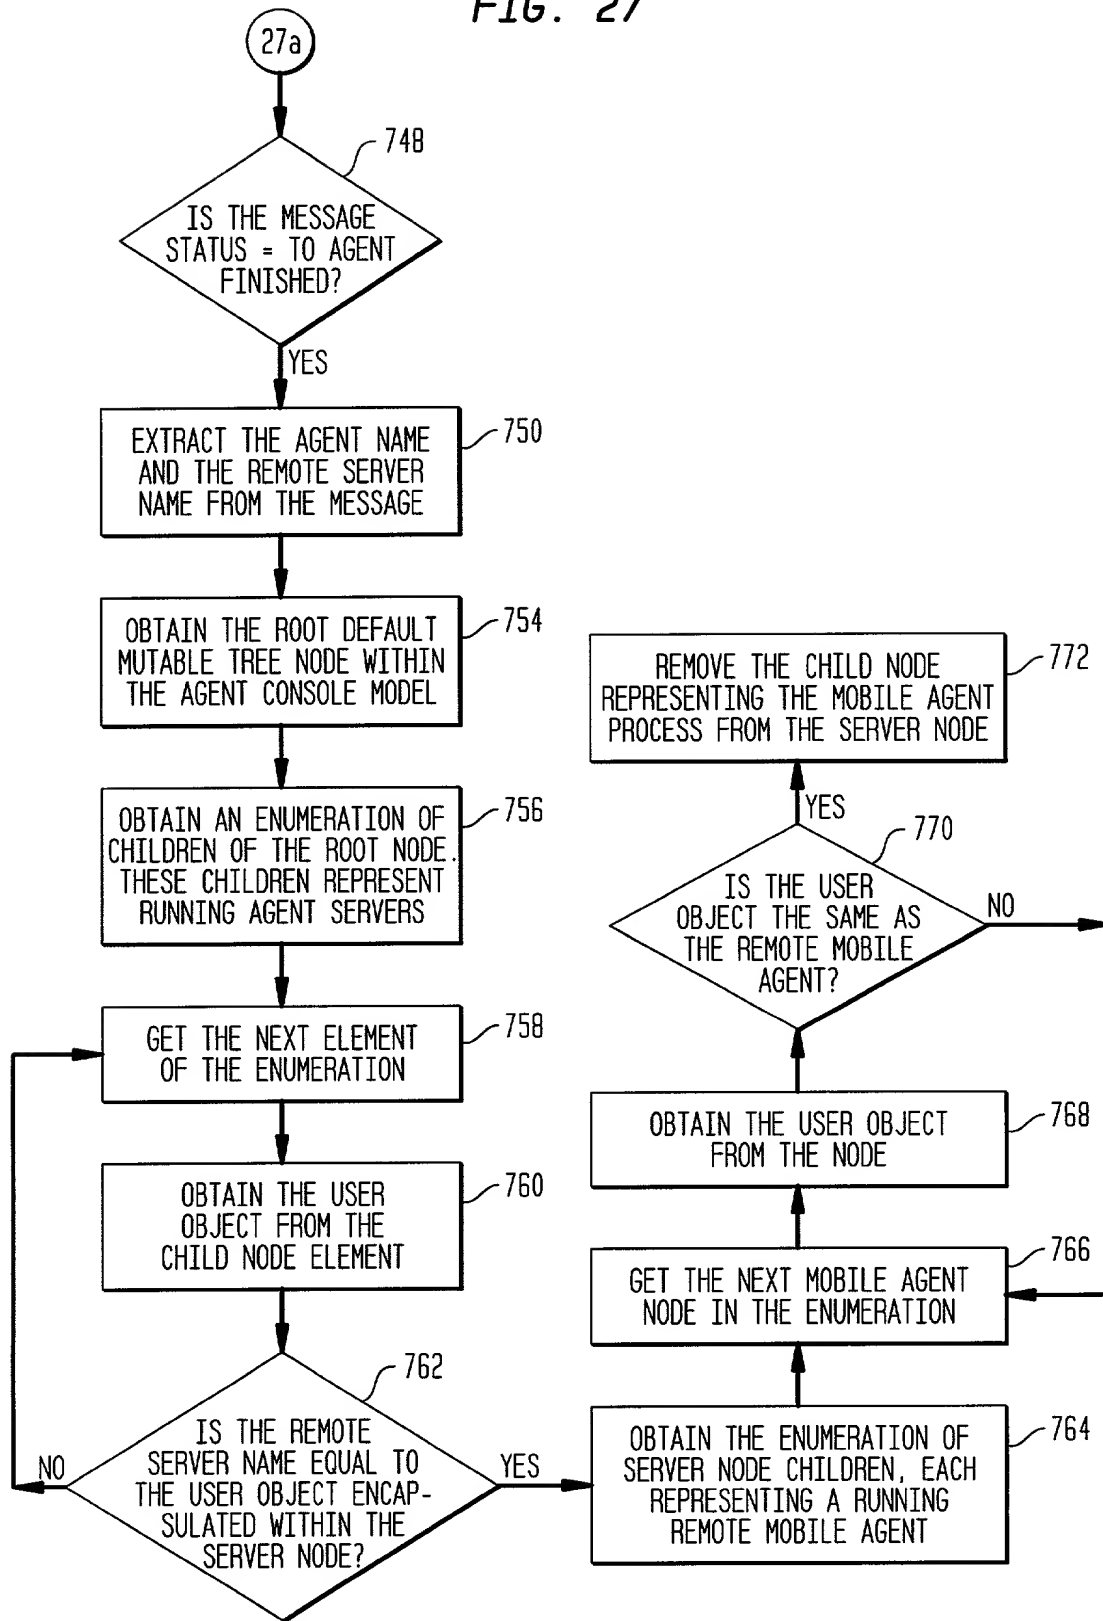 FIG. 27
27a
748
IS THE MESSAGE
STATUS = TO AGENT
FINISHED?
YES
750
EXTRACT THE AGENT NAME
AND THE REMOTE SERVER
NAME FROM THE MESSAGE
754
OBTAIN THE ROOT DEFAULT
MUTABLE TREE NODE WITHIN
THE AGENT CONSOLE MODEL
756
OBTAIN AN ENUMERATION OF
CHILDREN OF THE ROOT NODE.
THESE CHILDREN REPRESENT
RUNNING AGENT SERVERS
758
GET THE NEXT ELEMENT
OF THE ENUMERATION
760
OBTAIN THE USER
OBJECT FROM THE
CHILD NODE ELEMENT
762
IS THE REMOTE
SERVER NAME EQUAL TO
THE USER OBJECT ENCAP-
SULATED WITHIN THE
SERVER NODE?
NO
YES
764
OBTAIN THE ENUMERATION OF
SERVER NODE CHILDREN, EACH
REPRESENTING A RUNNING
REMOTE MOBILE AGENT
766
GET THE NEXT MOBILE AGENT
NODE IN THE ENUMERATION
768
OBTAIN THE USER OBJECT
FROM THE NODE
770
IS THE USER
OBJECT THE SAME AS
THE REMOTE MOBILE
AGENT?
NO
YES
772
REMOVE THE CHILD NODE
REPRESENTING THE MOBILE AGENT
PROCESS FROM THE SERVER NODE